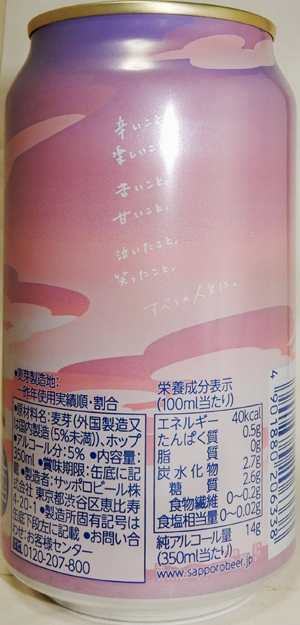 辛いこと、
楽しいこと、
苦いこと、
甘いこと、
泣いたこと、
笑ったこと、
すべての人生に。
●麦芽製造地:
一昨年使用実績順・割合
●原材料名:麦芽(外国製造又
は国内製造(5%未満))、ホップ
●アルコール分:5% ●内容量:
350ml ●賞味期限:缶底に記
載 ●製造者:サッポロビール株
式会社 東京都渋谷区恵比寿
4-20-1 ●製造所固有記号は
缶底下段左に記載 ●お問い合
わせ:お客様センター
0120-207-800
栄養成分表示
(100ml当たり)
エネルギー 40kcal
たんぱく質 0.5g
脂質 0g
炭水化物 2.7g
糖質 2.6g
食物繊維 0~0.2g
食塩相当量 0~0.02g
純アルコール量 14g
(350ml当たり)
www.sapporobeer.jp
4 901880 206338